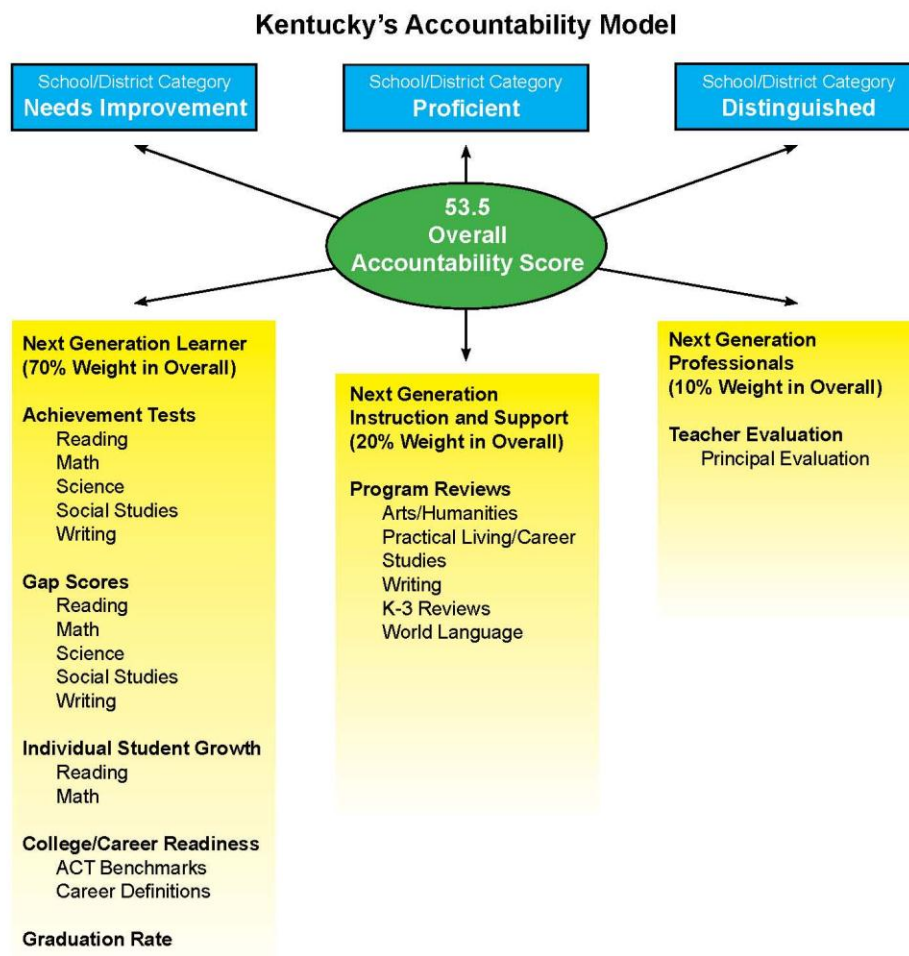 Kentucky's Accountability Model
School/District Category
Needs Improvement
School/District Category
Proficient
School/District Category
Distinguished
53.5
Overall
Accountability Score
Next Generation Learner
(70% Weight in Overall)
Achievement Tests
Reading
Math
Science
Social Studies
Writing
Gap Scores
Reading
Math
Science
Social Studies
Writing
Individual Student Growth
Reading
Math
College/Career Readiness
ACT Benchmarks
Career Definitions
Graduation Rate
Next Generation
Instruction and Support
(20% Weight in Overall)
Program Reviews
Arts/Humanities
Practical Living/Career
Studies
Writing
K-3 Reviews
World Language
Next Generation
Professionals
(10% Weight in Overall)
Teacher Evaluation
Principal Evaluation